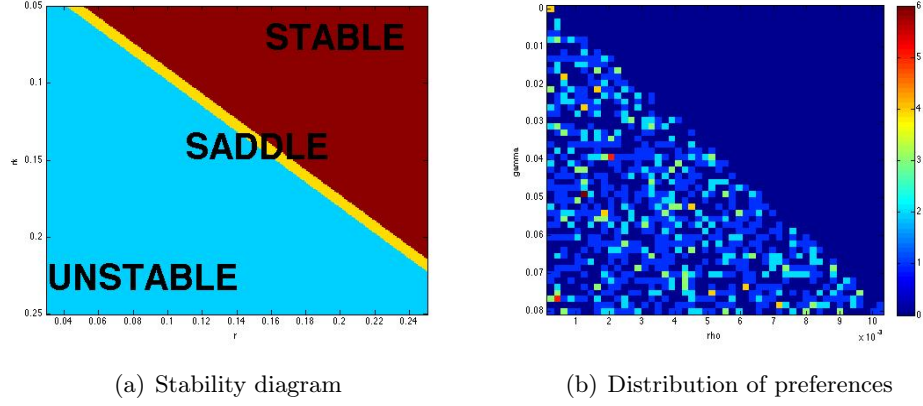 0.05
0.1
0.15
0.2
0.25
rk
STABLE
SADDLE
UNSTABLE
0.04 0.06 0.08 0.1 0.12 0.14 0.16 0.18 0.2 0.22 0.24
r
(a) Stability diagram
0
0.01
0.02
0.03
0.04
0.05
0.06
0.07
0.08
gamma
1 2 3 4 5 6 7 8 9 10
rho
x 10⁻³
6
5
4
3
2
1
0
(b) Distribution of preferences